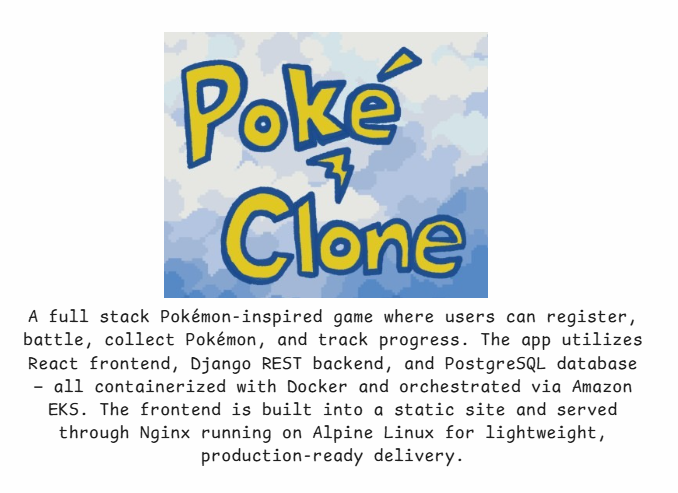 Poké
Clone
A full stack Pokémon-inspired game where users can register,
battle, collect Pokémon, and track progress. The app utilizes
React frontend, Django REST backend, and PostgreSQL database
– all containerized with Docker and orchestrated via Amazon
EKS. The frontend is built into a static site and served
through Nginx running on Alpine Linux for lightweight,
production-ready delivery.